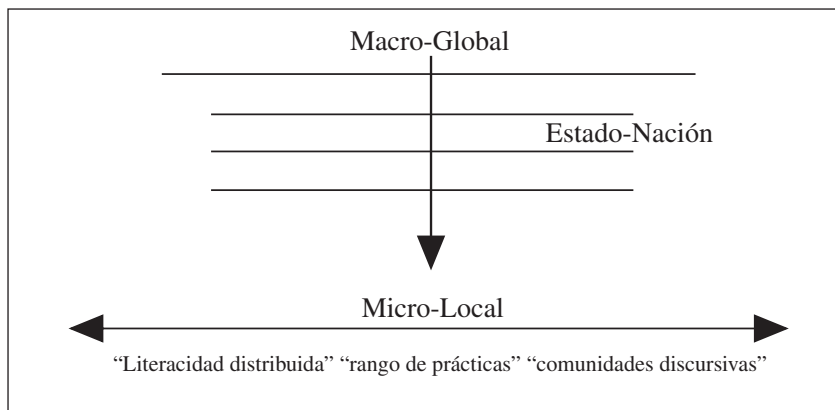 Macro-Global
Estado-Nación
Micro-Local
“Literacidad distribuida” “rango de prácticas” “comunidades discursivas”